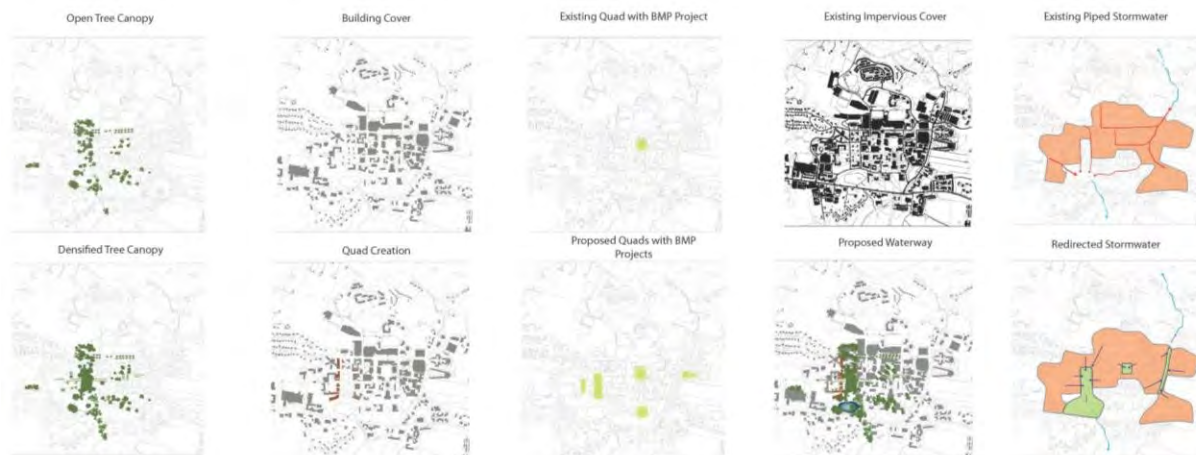 Open Tree Canopy
Building Cover
Existing Quad with BMP Project
Existing Impervious Cover
Existing Piped Stormwater
Densified Tree Canopy
Quad Creation
Proposed Quads with BMP
Projects
Proposed Waterway
Redirected Stormwater